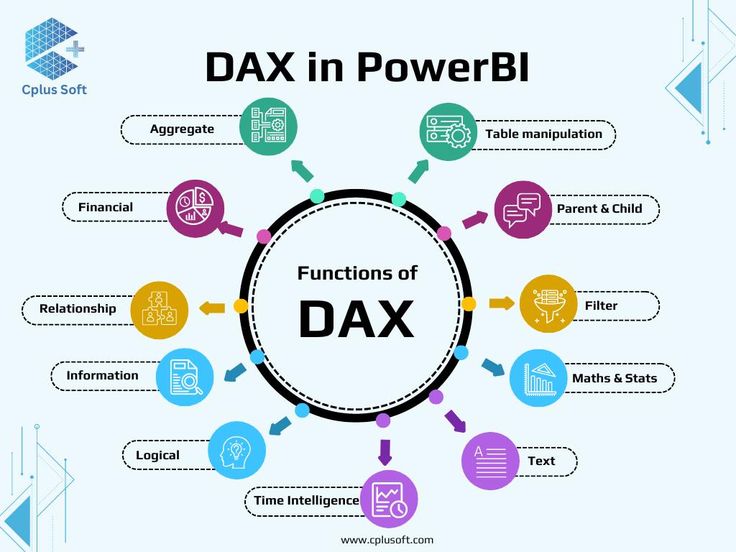 Cplus Soft
DAX in PowerBI
Aggregate
Table manipulation
Financial
Parent & Child
Functions of
DAX
Relationship
Filter
Information
Maths & Stats
Logical
Text
Time Intelligence
www.cplusoft.com